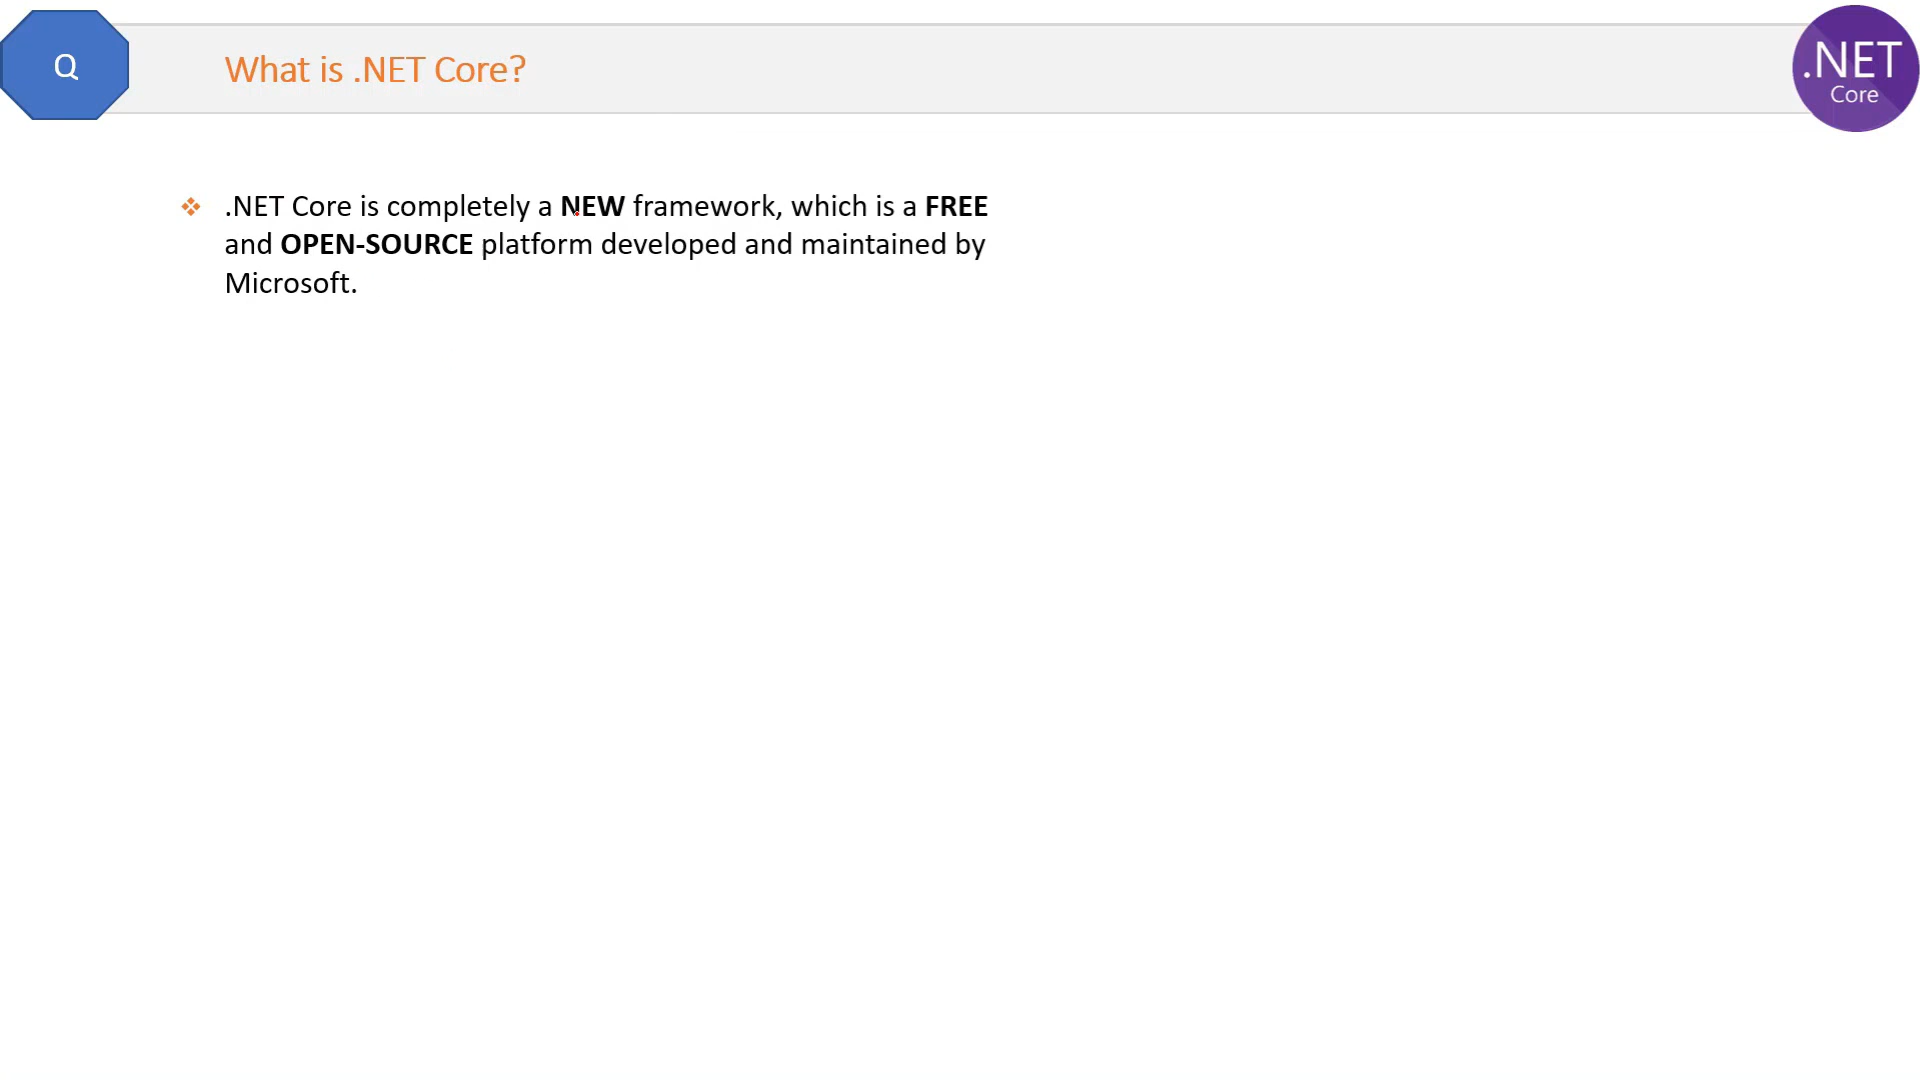 Q
What is .NET Core?
.NET
Core
.NET Core is completely a NEW framework, which is a FREE
and OPEN-SOURCE platform developed and maintained by
Microsoft.